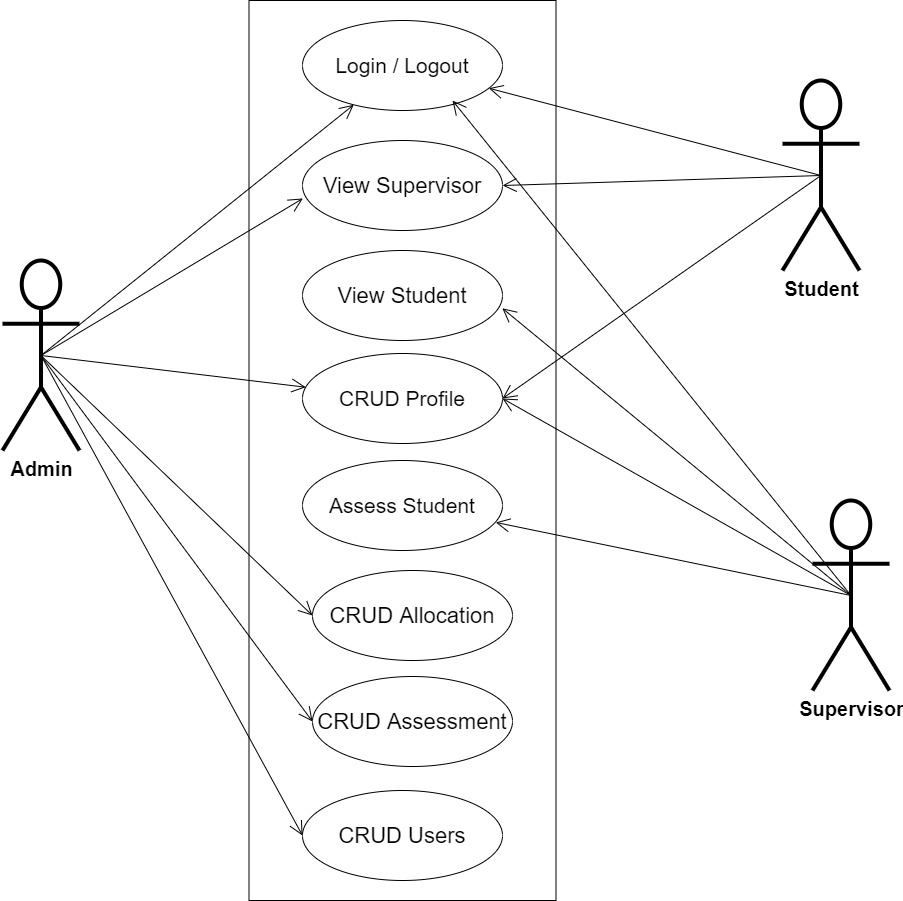 Login / Logout
View Supervisor
View Student
CRUD Profile
Assess Student
CRUD Allocation
CRUD Assessment
CRUD Users
Admin
Student
Supervisor